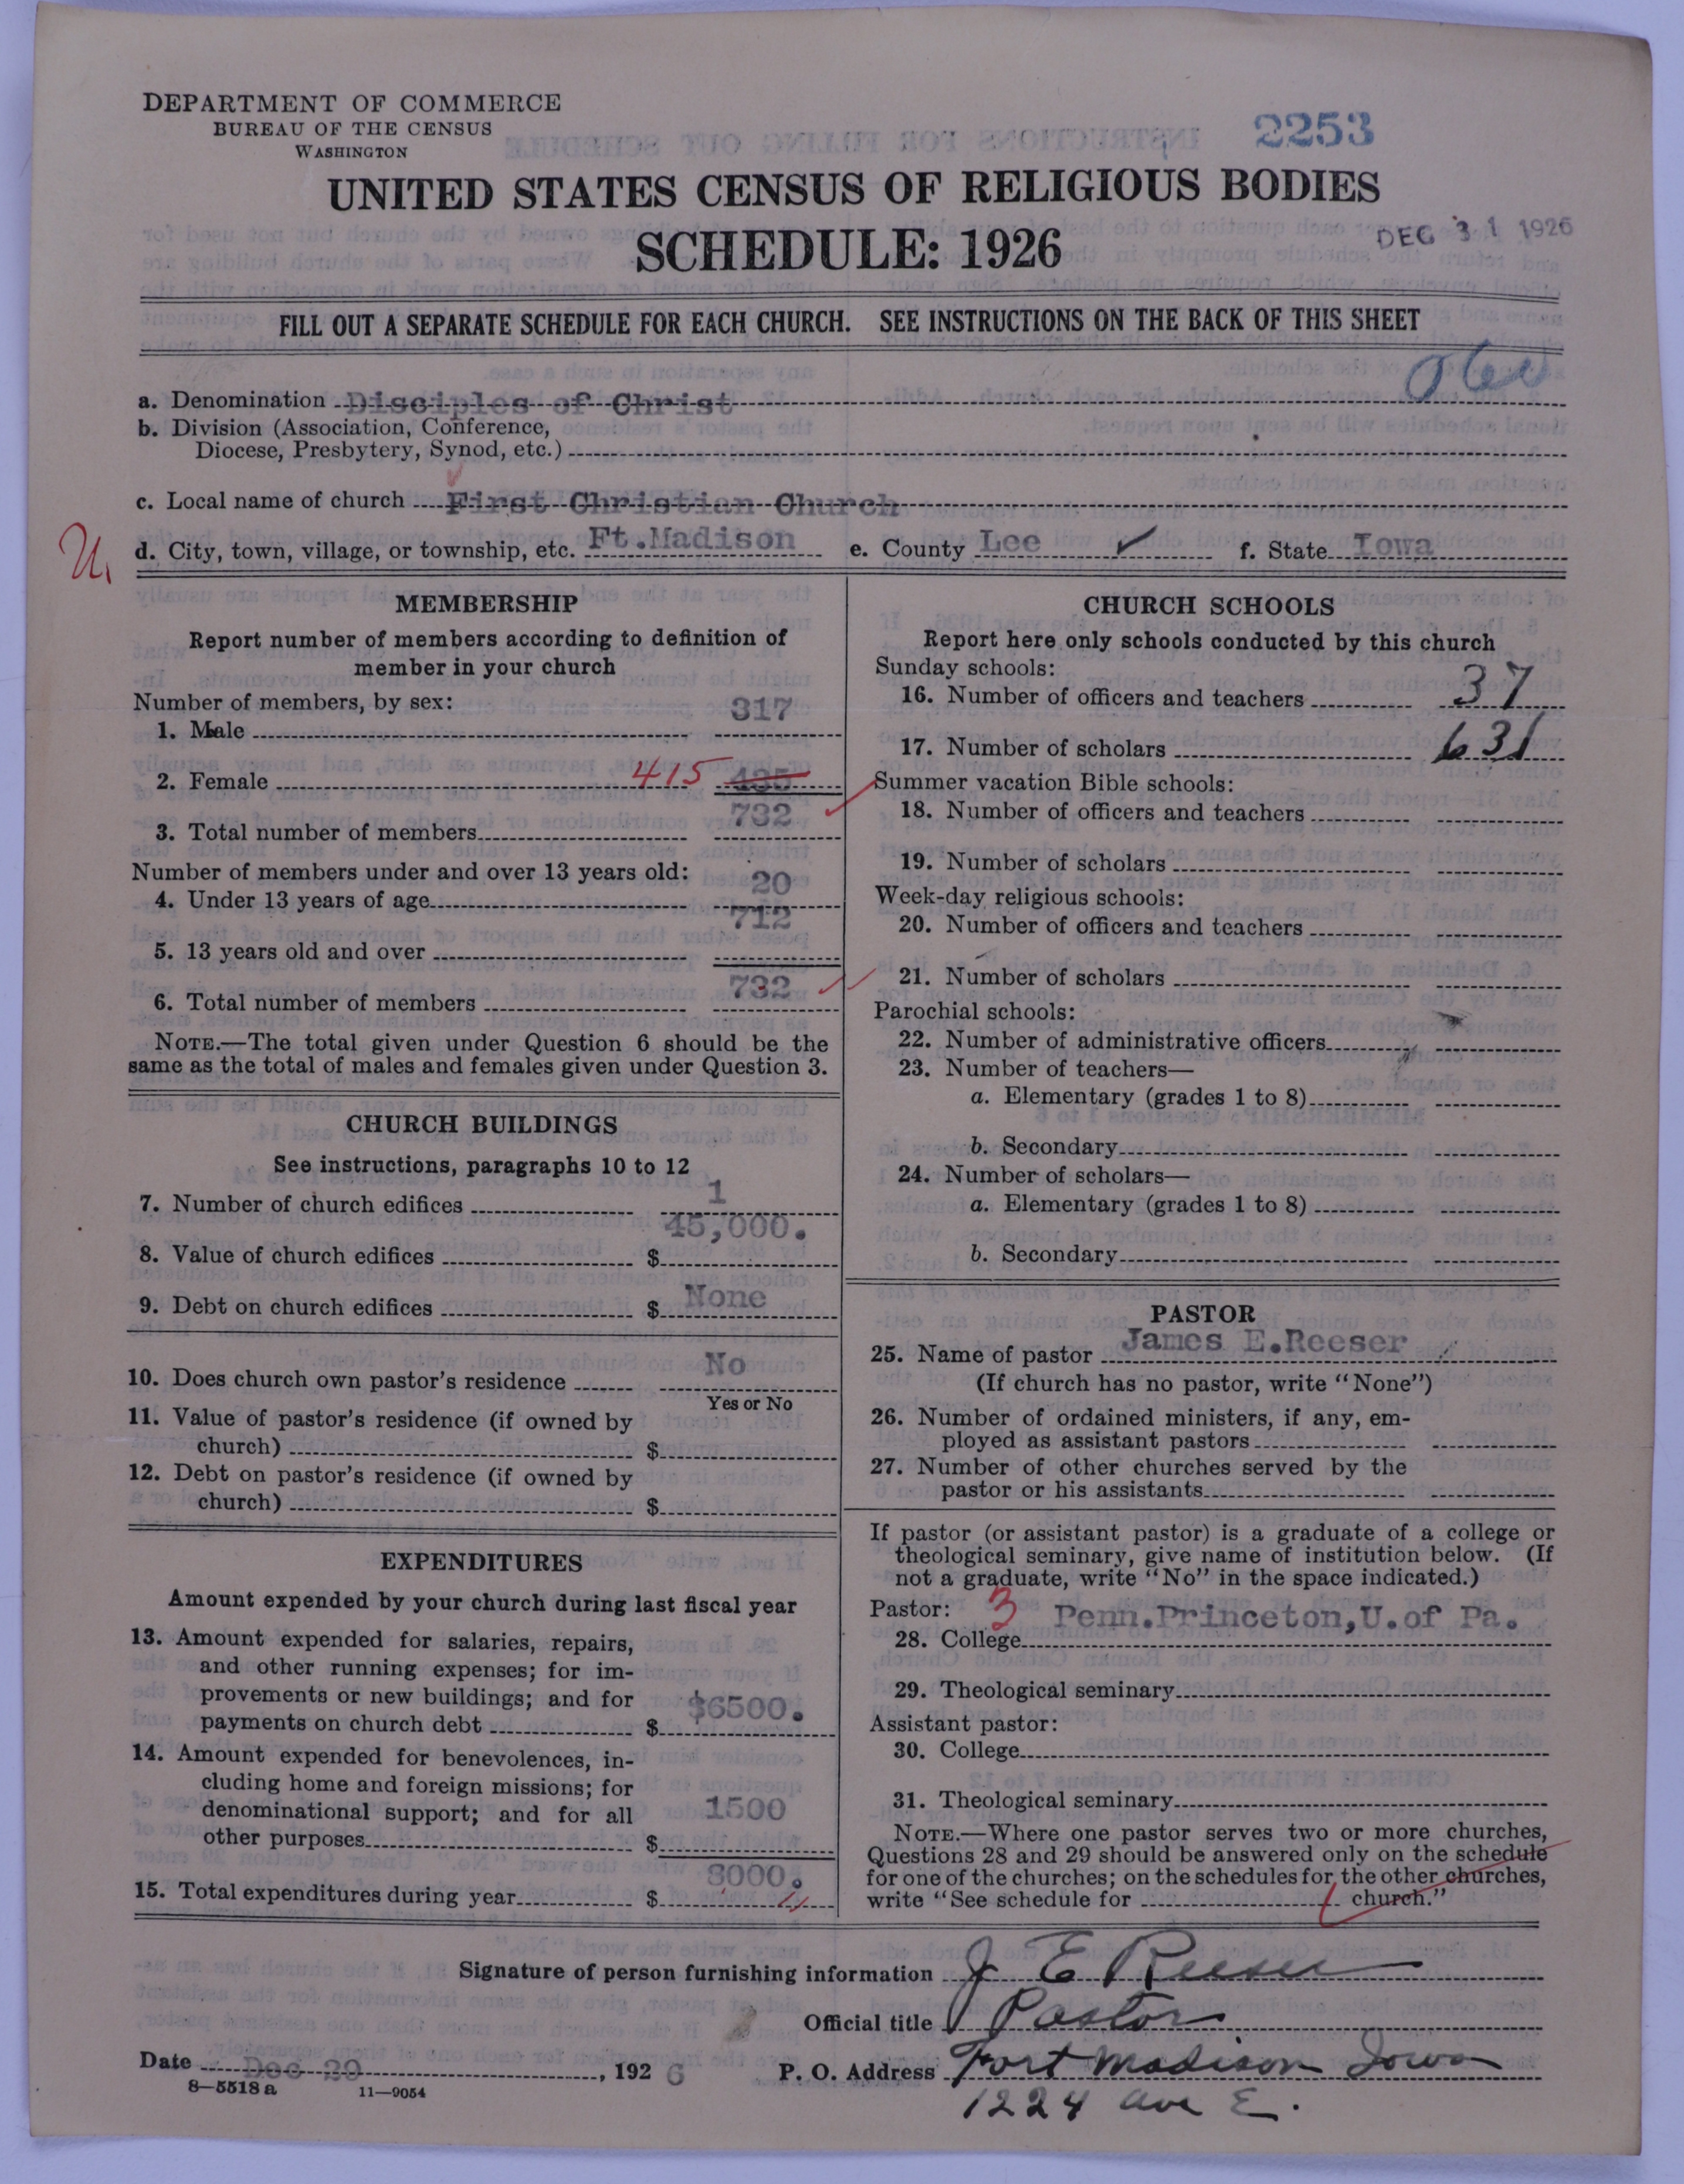 DEPARTMENT OF COMMERCE
BUREAU OF THE CENSUS
WASHINGTON
2253
UNITED STATES CENSUS OF RELIGIOUS BODIES
SCHEDULE: 1926
DEC 31 1926
FILL OUT A SEPARATE SCHEDULE FOR EACH CHURCH. SEE INSTRUCTIONS ON THE BACK OF THIS SHEET
a. Denomination Disciples of Christ
b. Division (Association, Conference,
Diocese, Presbytery, Synod, etc.)
c. Local name of church First Christian Church
d. City, town, village, or township, etc. Ft.Madison e. County Lee ✓ f. State Iowa
MEMBERSHIP
Report number of members according to definition of
member in your church
Number of members, by sex:
1. Male 317
2. Female 415 435
3. Total number of members 732
Number of members under and over 13 years old:
4. Under 13 years of age 20
5. 13 years old and over 712
6. Total number of members 732
NOTE.—The total given under Question 6 should be the
same as the total of males and females given under Question 3.
CHURCH BUILDINGS
See instructions, paragraphs 10 to 12
7. Number of church edifices 1
8. Value of church edifices $ 45,000.
9. Debt on church edifices $ None
10. Does church own pastor's residence No
Yes or No
11. Value of pastor's residence (if owned by
church) $
12. Debt on pastor's residence (if owned by
church) $
EXPENDITURES
Amount expended by your church during last fiscal year
13. Amount expended for salaries, repairs,
and other running expenses; for im-
provements or new buildings; and for
payments on church debt $ $6500.
14. Amount expended for benevolences, in-
cluding home and foreign missions; for
denominational support; and for all
other purposes $ 1500
15. Total expenditures during year $ 8000.
CHURCH SCHOOLS
Report here only schools conducted by this church
Sunday schools:
16. Number of officers and teachers 37
17. Number of scholars 631
Summer vacation Bible schools:
18. Number of officers and teachers
19. Number of scholars
Week-day religious schools:
20. Number of officers and teachers
21. Number of scholars
Parochial schools:
22. Number of administrative officers
23. Number of teachers—
a. Elementary (grades 1 to 8)
b. Secondary
24. Number of scholars—
a. Elementary (grades 1 to 8)
b. Secondary
PASTOR
25. Name of pastor James E.Reeser
(If church has no pastor, write "None")
26. Number of ordained ministers, if any, em-
ployed as assistant pastors
27. Number of other churches served by the
pastor or his assistants
If pastor (or assistant pastor) is a graduate of a college or
theological seminary, give name of institution below. (If
not a graduate, write "No" in the space indicated.)
Pastor: 3
28. College Penn.Princeton,U.of Pa.
29. Theological seminary
Assistant pastor:
30. College
31. Theological seminary
NOTE.—Where one pastor serves two or more churches,
Questions 28 and 29 should be answered only on the schedule
for one of the churches; on the schedules for the other churches,
write "See schedule for church."
Signature of person furnishing information J E Reeser
Official title Pastor
Date Dec 29, 1926 P. O. Address Fort Madison Iowa
1224 Ave E.
8—5518 a 11—9054